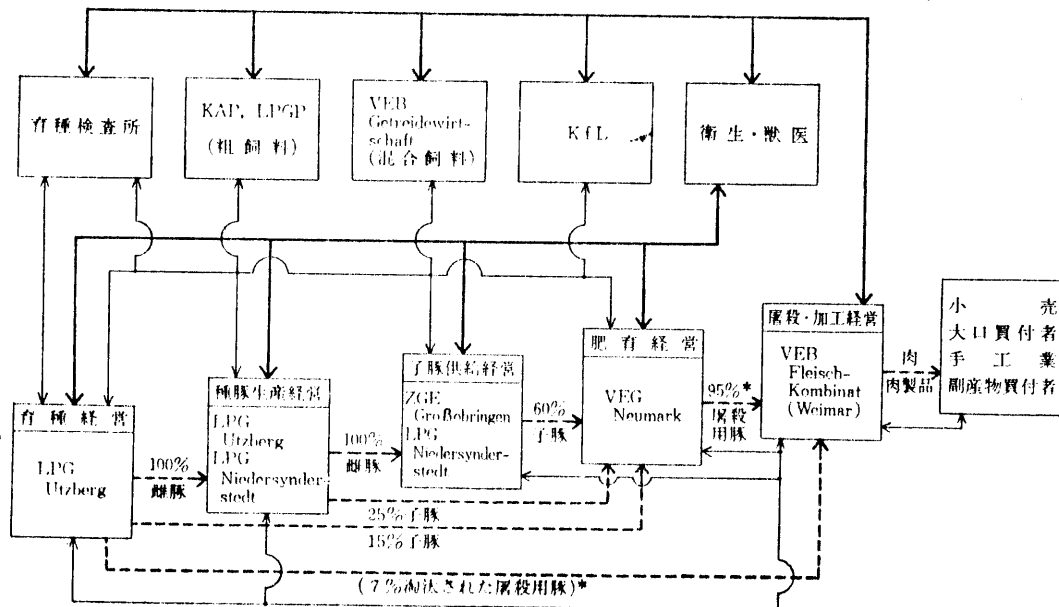 育種検査所
KAP, LPGP
(粗飼料)
VEB
Getreidewirt-
schaft
(混合飼料)
KfL
衛生・獣医
育種経営
LPG
Utzberg
100%
雌豚
種豚生産経営
LPG
Utzberg
LPG
Niedersynder-
stedt
100%
雌豚
子豚供給経営
ZGE
Großobringen
LPG
Niedersynder-
stedt
60%
子豚
肥育経営
VEG
Neumark
95%*
屠殺
用豚
屠殺・加工経営
VEB
Fleisch-
Kombinat
(Weimar)
肉
肉製品
小売
大口買付者
手工業
副産物買付者
25%子豚
15%子豚
(7%淘汰された屠殺用豚)*